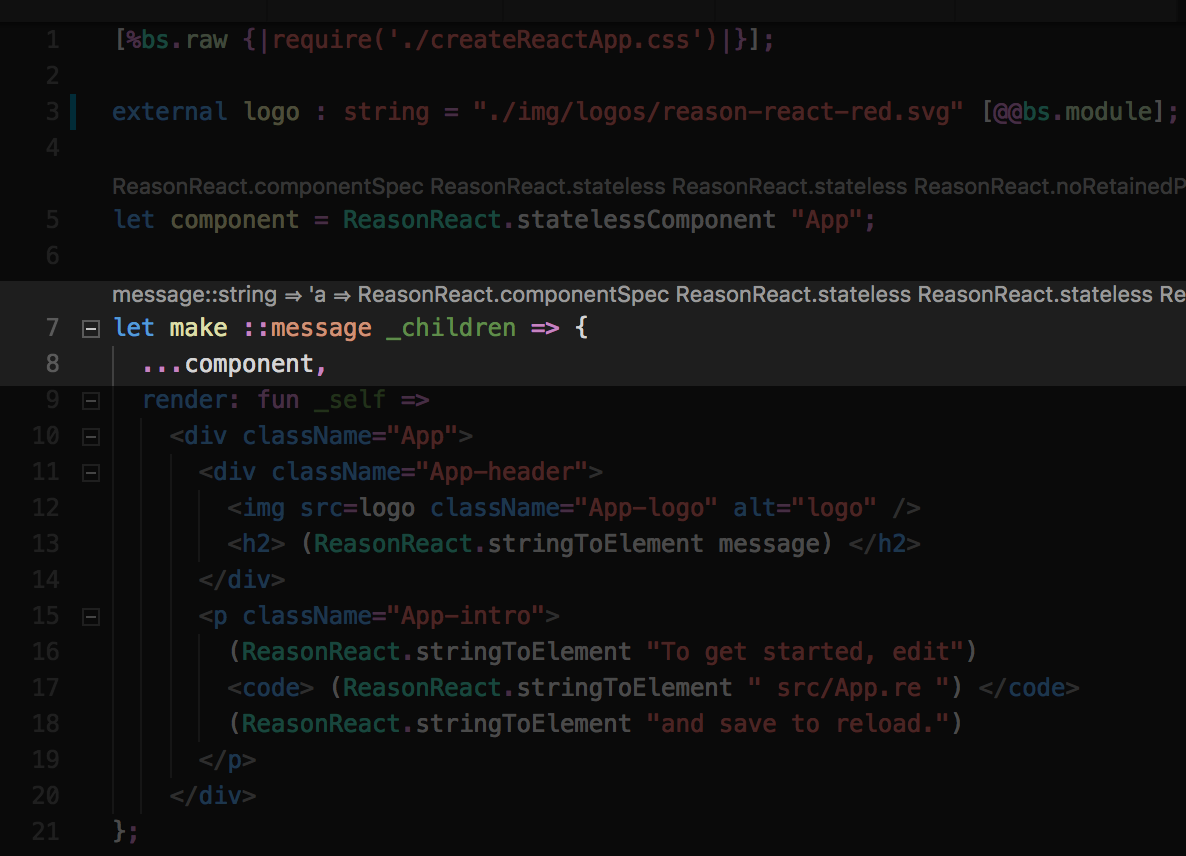 1 [%bs.raw {|require('./createReactApp.css')|}];
2
3 external logo : string = "./img/logos/reason-react-red.svg" [@@bs.module];
4
ReasonReact.componentSpec ReasonReact.stateless ReasonReact.stateless ReasonReact.noRetainedP
5 let component = ReasonReact.statelessComponent "App";
6
message::string ⇒ 'a ⇒ ReasonReact.componentSpec ReasonReact.stateless ReasonReact.stateless Re
7 let make ::message _children => {
8 ...component,
9 render: fun _self =>
10 <div className="App">
11 <div className="App-header">
12 <img src=logo className="App-logo" alt="logo" />
13 <h2> (ReasonReact.stringToElement message) </h2>
14 </div>
15 <p className="App-intro">
16 (ReasonReact.stringToElement "To get started, edit")
17 <code> (ReasonReact.stringToElement " src/App.re ") </code>
18 (ReasonReact.stringToElement "and save to reload.")
19 </p>
20 </div>
21 };